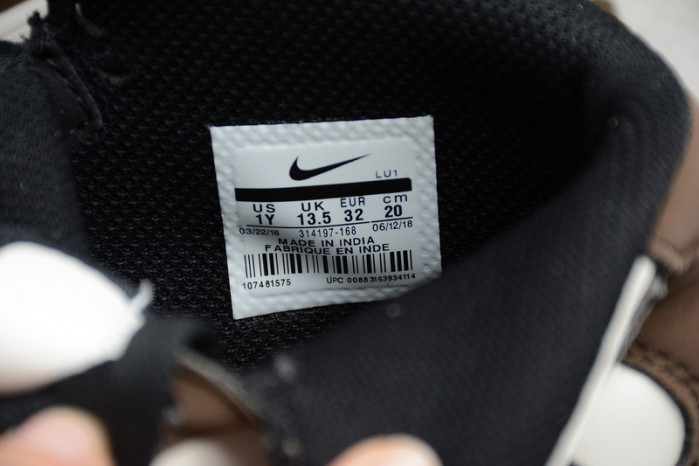 LU1
US UK EUR cm
1Y 13.5 32 20
03/22/18 314197-168 06/12/18
MADE IN INDIA
FABRIQUE EN INDE
107461575 UPC 00883153934114